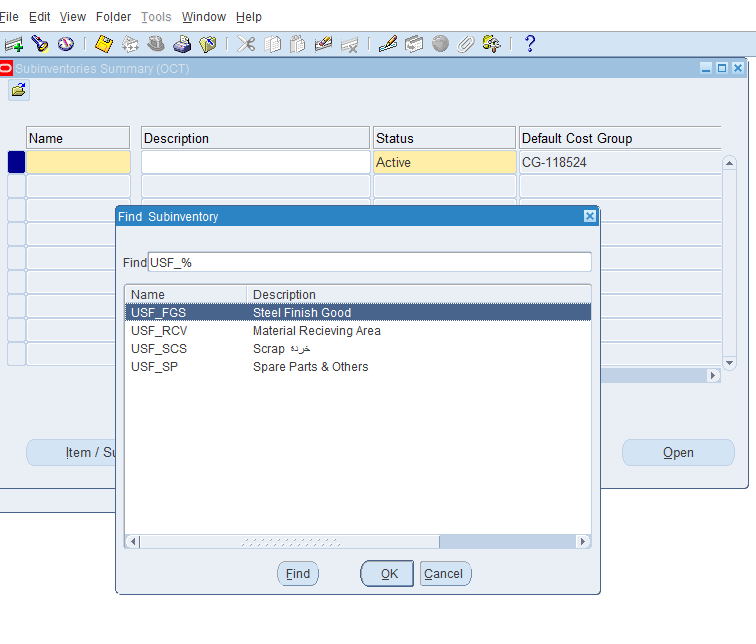 File Edit View Folder Tools Window Help
Subinventories Summary (OCT)
Name Description Status Default Cost Group
Active CG-118524
Find Subinventory
Find USF_%
Name Description
USF_FGS Steel Finish Good
USF_RCV Material Recieving Area
USF_SCS Scrap خردة
USF_SP Spare Parts & Others
Item / Su
Open
Find OK Cancel